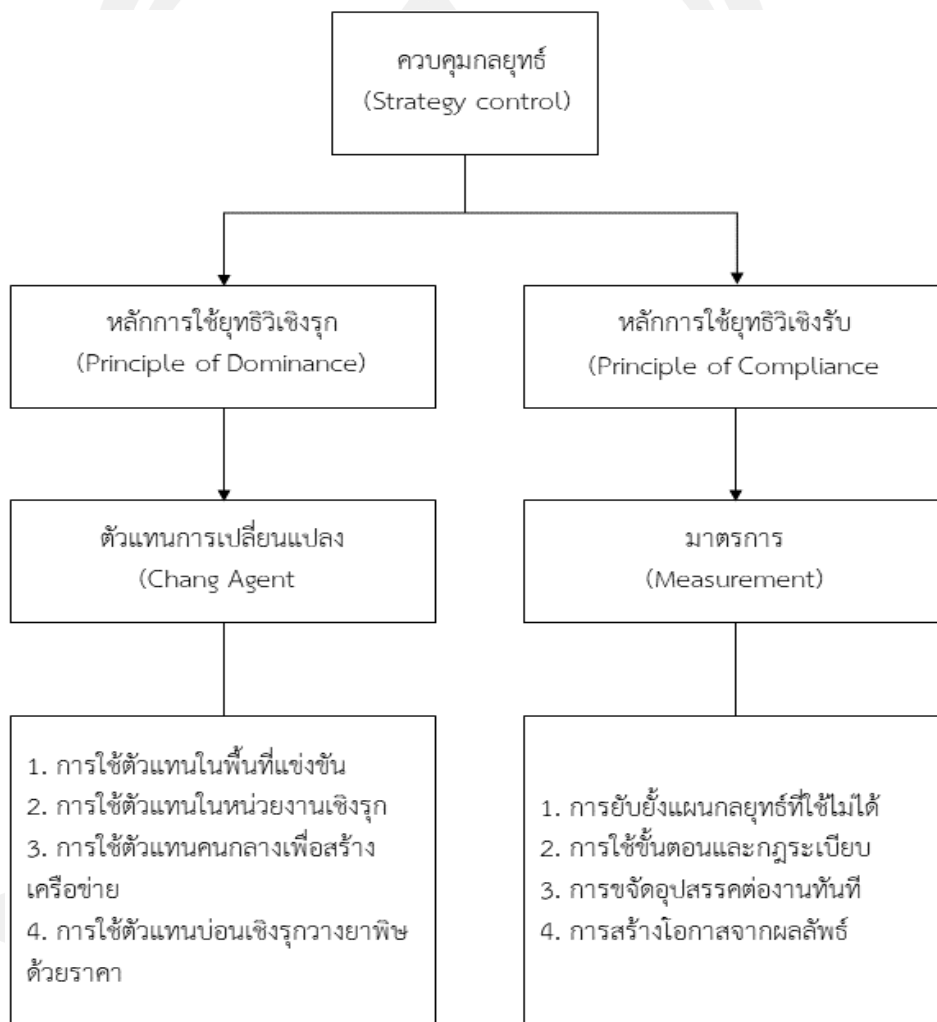 ควบคุมกลยุทธ์
(Strategy control)
หลักการใช้ยุทธิวิเชิงรุก
(Principle of Dominance)
หลักการใช้ยุทธิวิเชิงรับ
(Principle of Compliance
ตัวแทนการเปลี่ยนแปลง
(Chang Agent
มาตรการ
(Measurement)
1. การใช้ตัวแทนในพื้นที่แข่งขัน
2. การใช้ตัวแทนในหน่วยงานเชิงรุก
3. การใช้ตัวแทนคนกลางเพื่อสร้าง
เครือข่าย
4. การใช้ตัวแทนบ่อนเชิงรุกวางยาพิษ
ด้วยราคา
1. การยับยั้งแผนกลยุทธ์ที่ใช้ไม่ได้
2. การใช้ขั้นตอนและกฎระเบียบ
3. การขจัดอุปสรรคต่องานทันที
4. การสร้างโอกาสจากผลลัพธ์